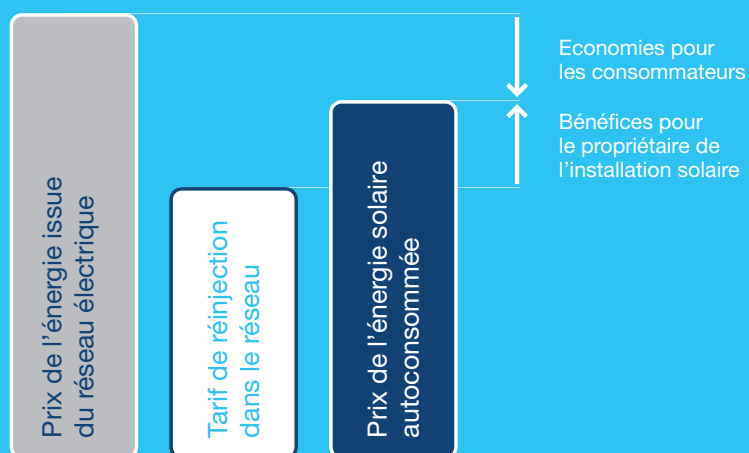 Prix de l’énergie issue
du réseau électrique
Tarif de réinjection
dans le réseau
Prix de l’énergie solaire
autoconsommée
Economies pour
les consommateurs
Bénéfices pour
le propriétaire de
l’installation solaire